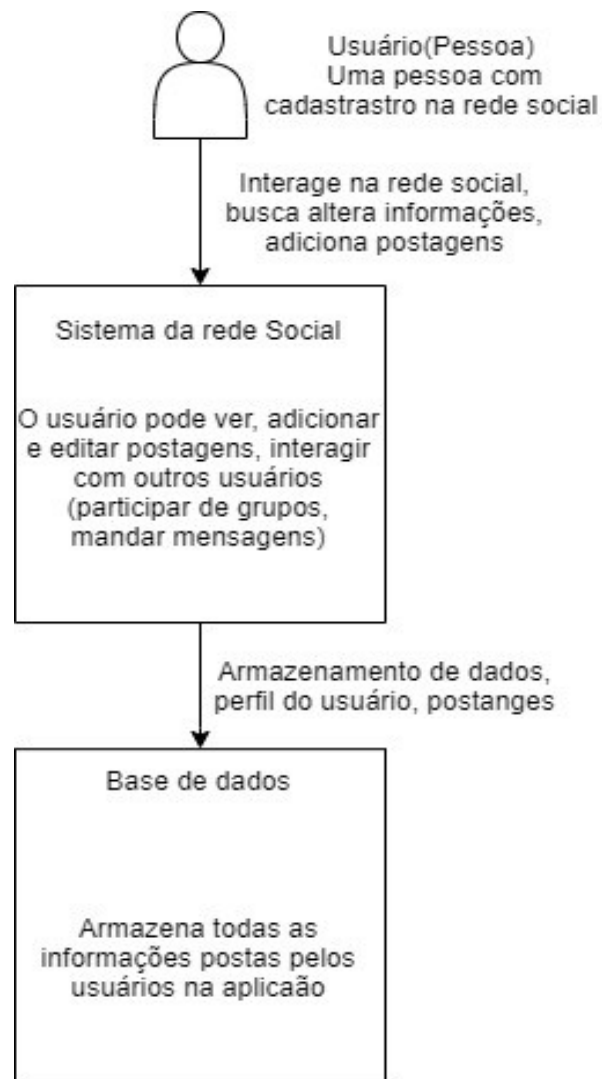 Usuário(Pessoa)
Uma pessoa com
cadastrastro na rede social
Interage na rede social,
busca altera informações,
adiciona postagens
Sistema da rede Social
O usuário pode ver, adicionar
e editar postagens, interagir
com outros usuários
(participar de grupos,
mandar mensagens)
Armazenamento de dados,
perfil do usuário, postanges
Base de dados
Armazena todas as
informações postas pelos
usuários na aplicaão